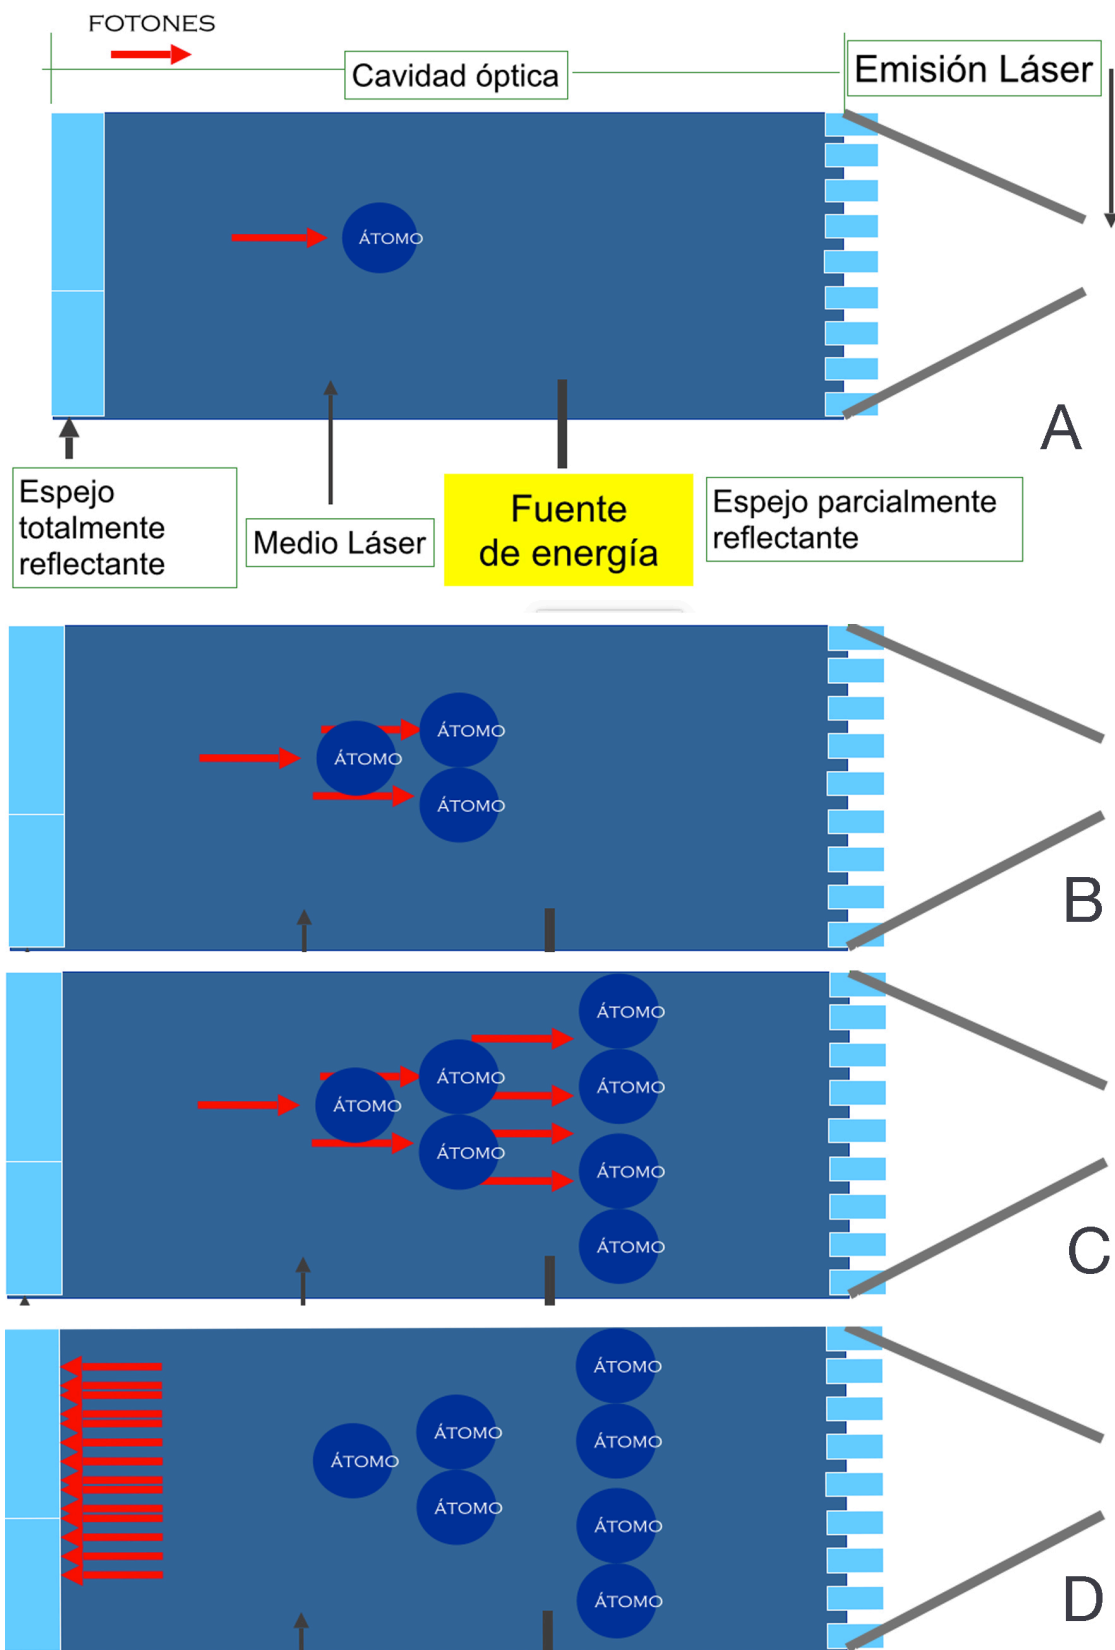 FOTONES
Cavidad óptica
Emisión Láser
ÁTOMO
A
Espejo
totalmente
reflectante
Medio Láser
Fuente
de energía
Espejo parcialmente
reflectante
ÁTOMO
ÁTOMO
ÁTOMO
B
ÁTOMO
ÁTOMO
ÁTOMO
ÁTOMO
ÁTOMO
ÁTOMO
ÁTOMO
C
ÁTOMO
ÁTOMO
ÁTOMO
ÁTOMO
ÁTOMO
ÁTOMO
ÁTOMO
D